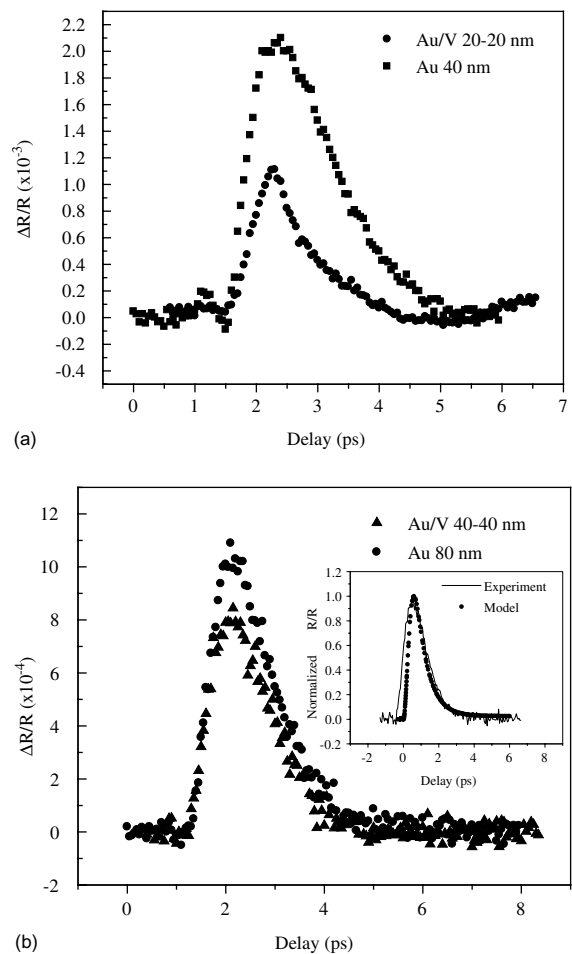 2.2
2.0
1.8
1.6
1.4
1.2
1.0
0.8
0.6
0.4
0.2
0.0
-0.2
-0.4
ΔR/R (x10⁻³)
Au/V 20-20 nm
Au 40 nm
0 1 2 3 4 5 6 7
Delay (ps)
(a)
12
10
8
6
4
2
0
-2
ΔR/R (x10⁻⁴)
Au/V 40-40 nm
Au 80 nm
1.2
1.0
0.8
0.6
0.4
0.2
0.0
-0.2
Normalized R/R
Experiment
Model
-2 0 2 4 6 8
Delay (ps)
0 2 4 6 8
Delay (ps)
(b)